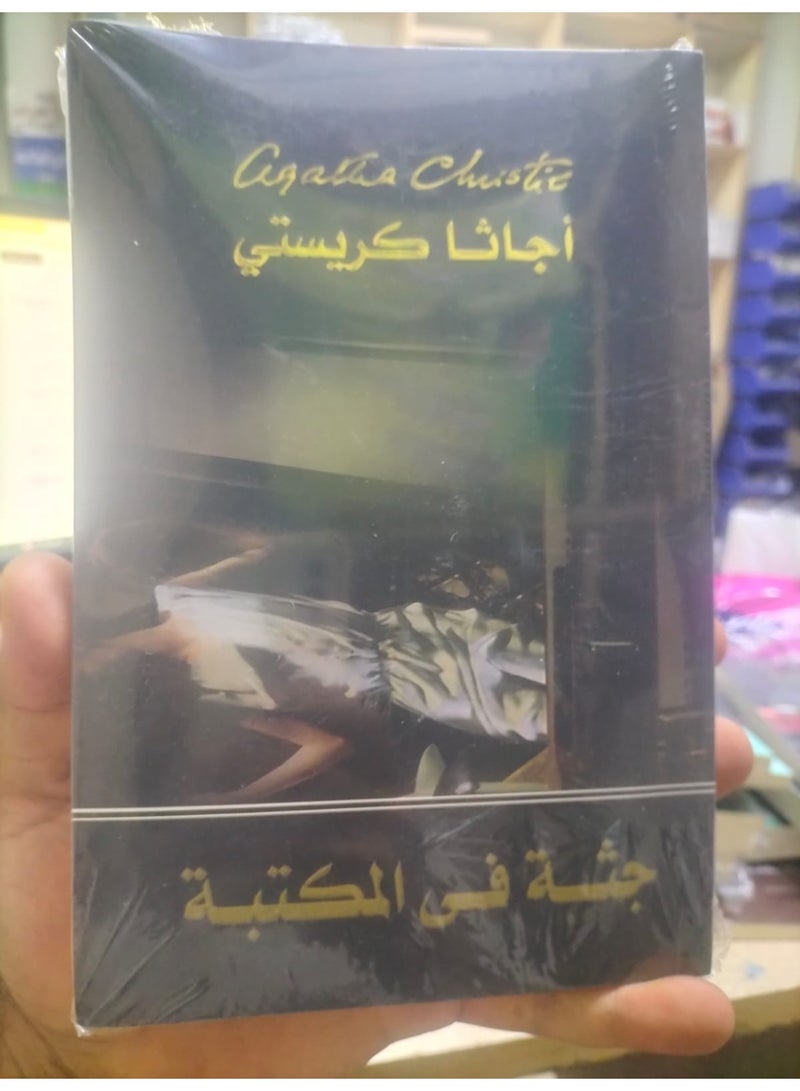 Agatha Christie
أجاثا كريستي
جثة فى المكتبة